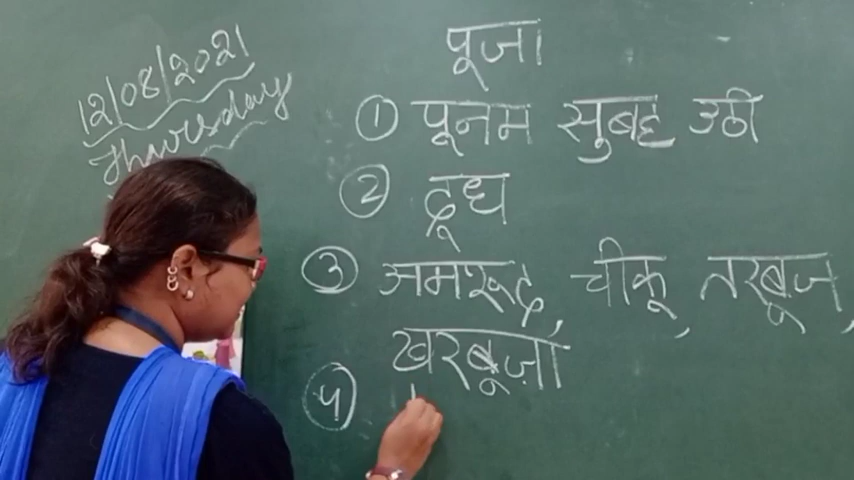 12/08/2021
Thursday
पूजा
① पूनम सुबह उठी
② दूध
③ अमरूद, चीकू, तरबूज,
खरबूज़ा
④